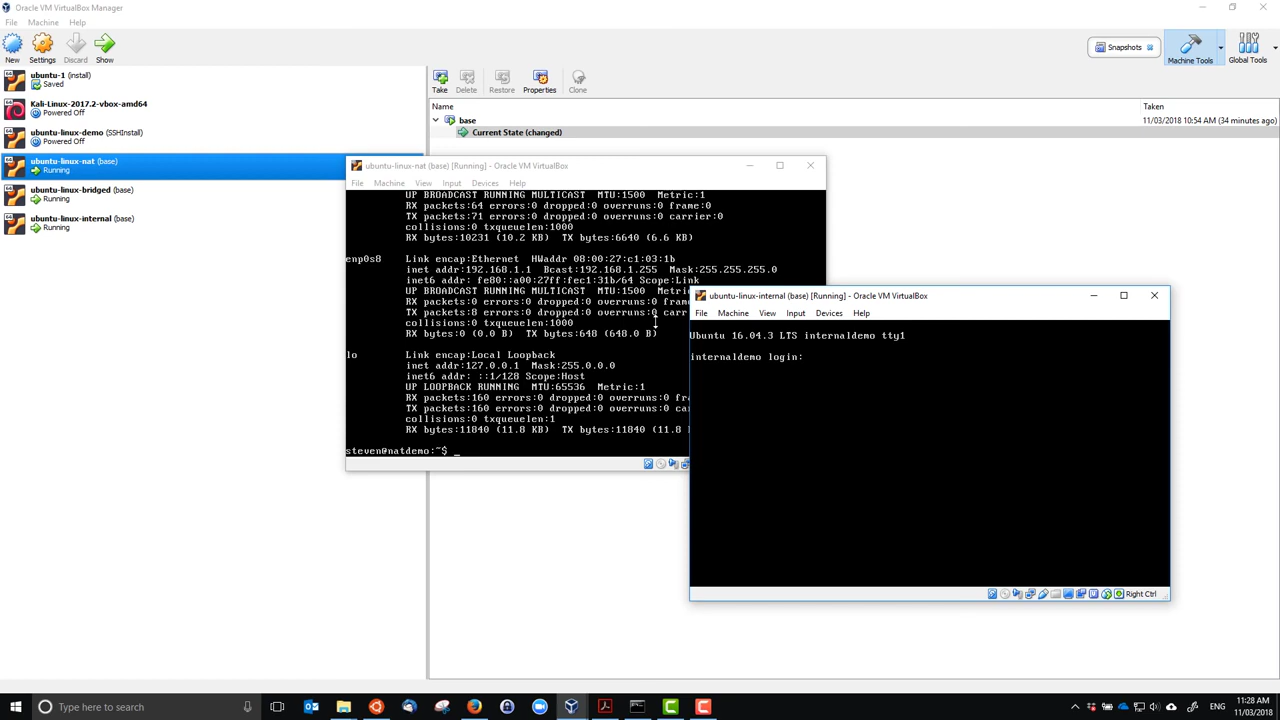 Oracle VM VirtualBox Manager
File Machine Help
New Settings Discard Show
Snapshots
Machine Tools
Global Tools
ubuntu-1 (install)
Saved
Kali-Linux-2017.2-vbox-amd64
Powered Off
ubuntu-linux-demo (SSHInstall)
Powered Off
ubuntu-linux-nat (base)
Running
ubuntu-linux-bridged (base)
Running
ubuntu-linux-internal (base)
Running
Take Delete Restore Properties Clone
Name Taken
base 11/03/2018 10:54 AM (34 minutes ago)
Current State (changed)
ubuntu-linux-nat (base) [Running] - Oracle VM VirtualBox
File Machine View Input Devices Help
UP BROADCAST RUNNING MULTICAST MTU:1500 Metric:1
RX packets:64 errors:0 dropped:0 overruns:0 frame:0
TX packets:71 errors:0 dropped:0 overruns:0 carrier:0
collisions:0 txqueuelen:1000
RX bytes:10231 (10.2 KB) TX bytes:6640 (6.6 KB)
enp0s8 Link encap:Ethernet HWaddr 08:00:27:c1:03:1b
inet addr:192.168.1.1 Bcast:192.168.1.255 Mask:255.255.255.0
inet6 addr: fe80::a00:27ff:fec1:31b/64 Scope:Link
UP BROADCAST RUNNING MULTICAST MTU:1500 Metri
RX packets:0 errors:0 dropped:0 overruns:0 fram
TX packets:8 errors:0 dropped:0 overruns:0 carr
collisions:0 txqueuelen:1000
RX bytes:0 (0.0 B) TX bytes:648 (648.0 B)
lo Link encap:Local Loopback
inet addr:127.0.0.1 Mask:255.0.0.0
inet6 addr: ::1/128 Scope:Host
UP LOOPBACK RUNNING MTU:65536 Metric:1
RX packets:160 errors:0 dropped:0 overruns:0 fr
TX packets:160 errors:0 dropped:0 overruns:0 ca
collisions:0 txqueuelen:1
RX bytes:11840 (11.8 KB) TX bytes:11840 (11.8
steven@natdemo:~$ _
ubuntu-linux-internal (base) [Running] - Oracle VM VirtualBox
File Machine View Input Devices Help
Ubuntu 16.04.3 LTS internaldemo tty1
internaldemo login:
Right Ctrl
Type here to search
ENG
11:28 AM
11/03/2018